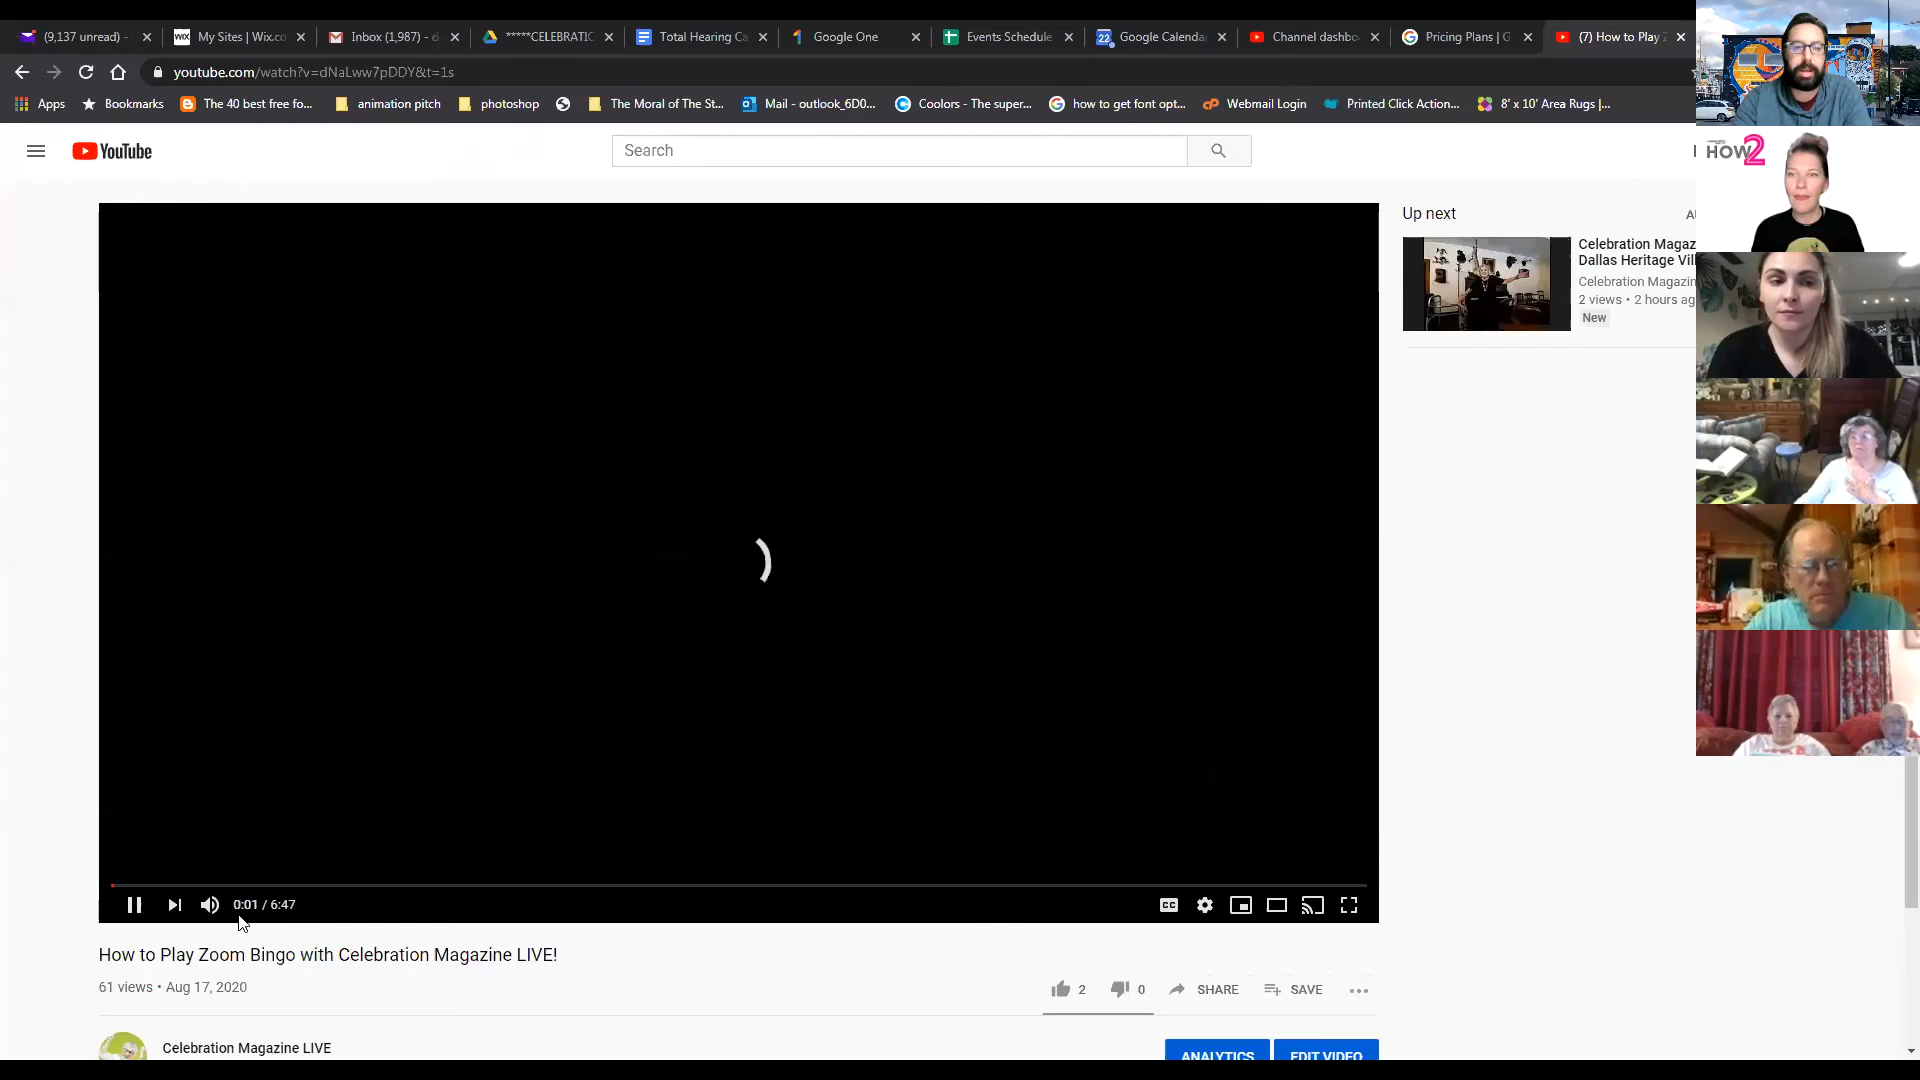 (9,137 unread) -
My Sites | Wix.co
Inbox (1,987) - d
*****CELEBRATIC
Total Hearing Ca
Google One
Events Schedule
Google Calenda
Channel dashbo
Pricing Plans | G
(7) How to Play Z
youtube.com/watch?v=dNaLww7pDDY&t=1s
Apps
Bookmarks
The 40 best free fo...
animation pitch
photoshop
The Moral of The St...
Mail - outlook_6D0...
Coolors - The super...
how to get font opt...
Webmail Login
Printed Click Action...
8' x 10' Area Rugs |...
YouTube
Search
HOW2
Up next
Celebration Magaz
Dallas Heritage Vill
Celebration Magazin
2 views • 2 hours ag
New
0:01 / 6:47
CC
How to Play Zoom Bingo with Celebration Magazine LIVE!
61 views • Aug 17, 2020
2
0
SHARE
SAVE
Celebration Magazine LIVE
ANALYTICS
EDIT VIDEO